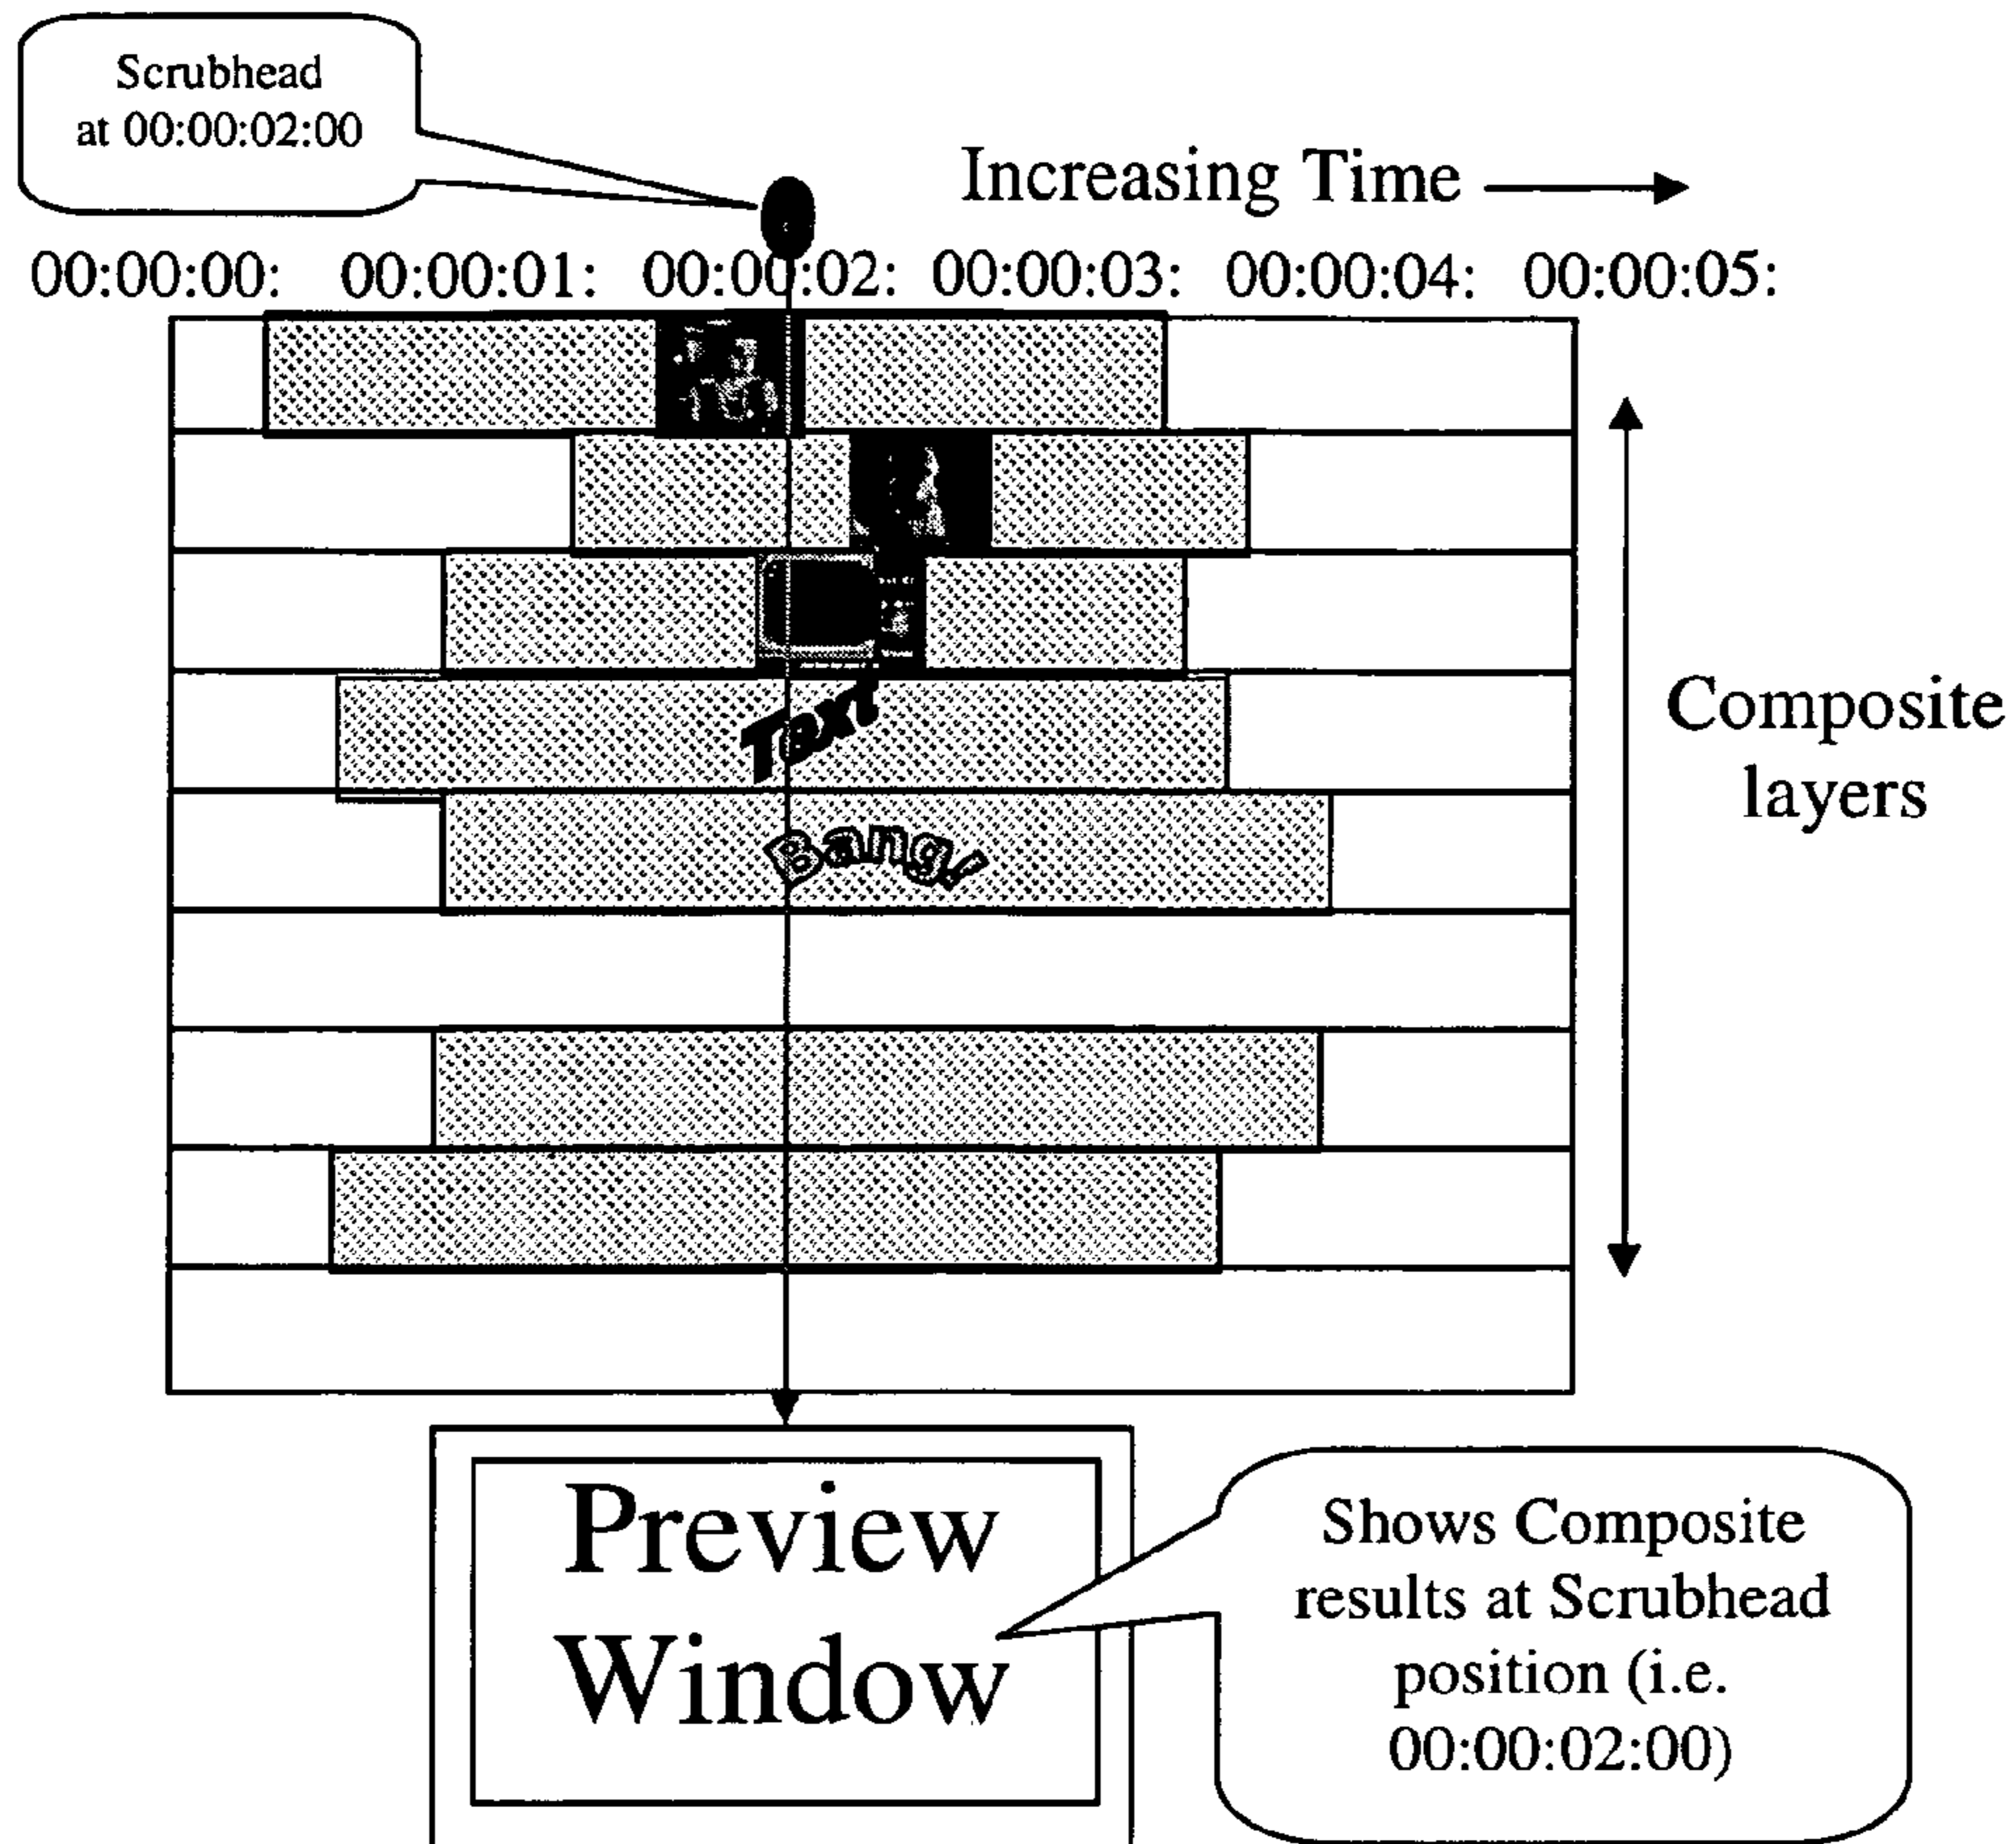 Scrubhead
at 00:00:02:00
Increasing Time
00:00:00: 00:00:01: 00:00:02: 00:00:03: 00:00:04: 00:00:05:
Text
Bang!
Composite
layers
Preview
Window
Shows Composite
results at Scrubhead
position (i.e.
00:00:02:00)